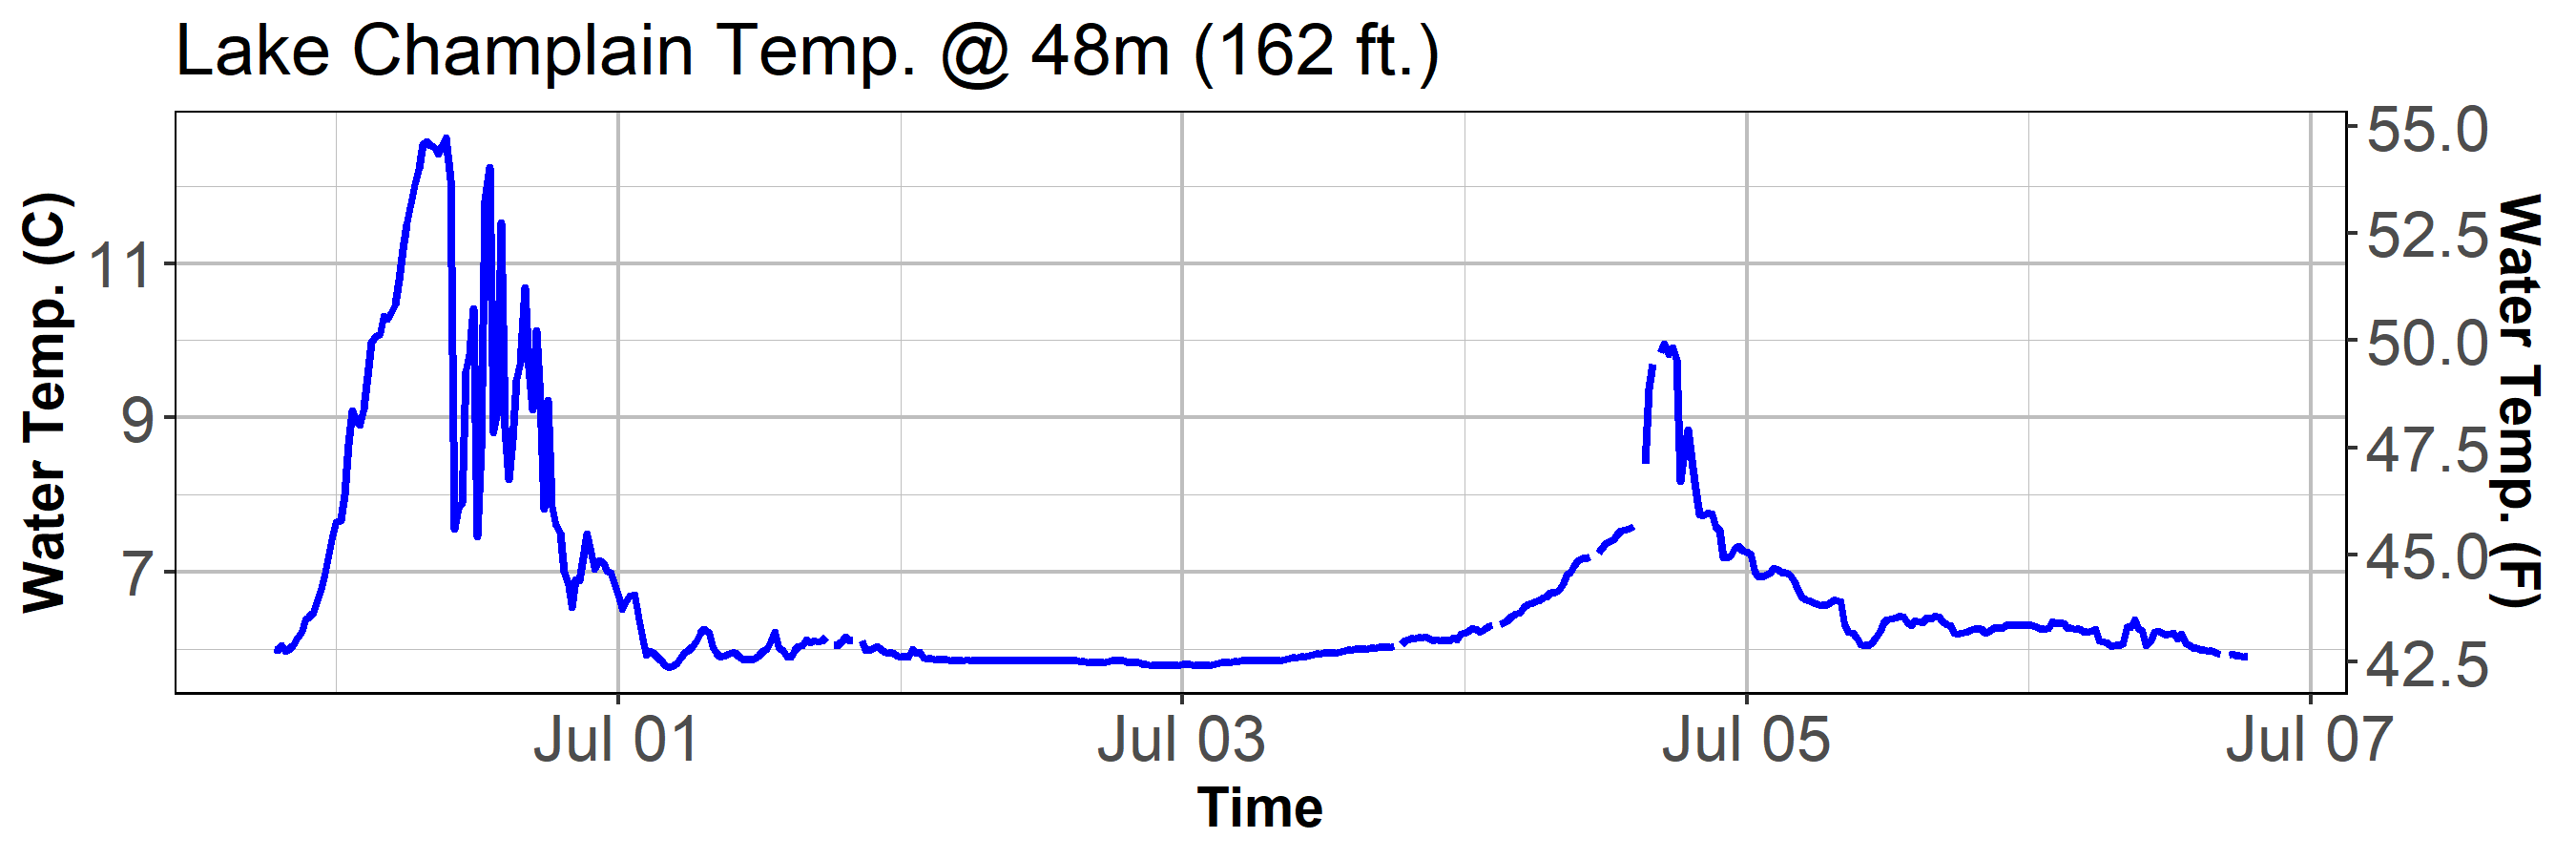 Lake Champlain Temp. @ 48m (162 ft.)
Water Temp. (C)
11
9
7
55.0
52.5
50.0
47.5
45.0
42.5
Water Temp. (F)
Jul 01 Jul 03 Jul 05 Jul 07
Time